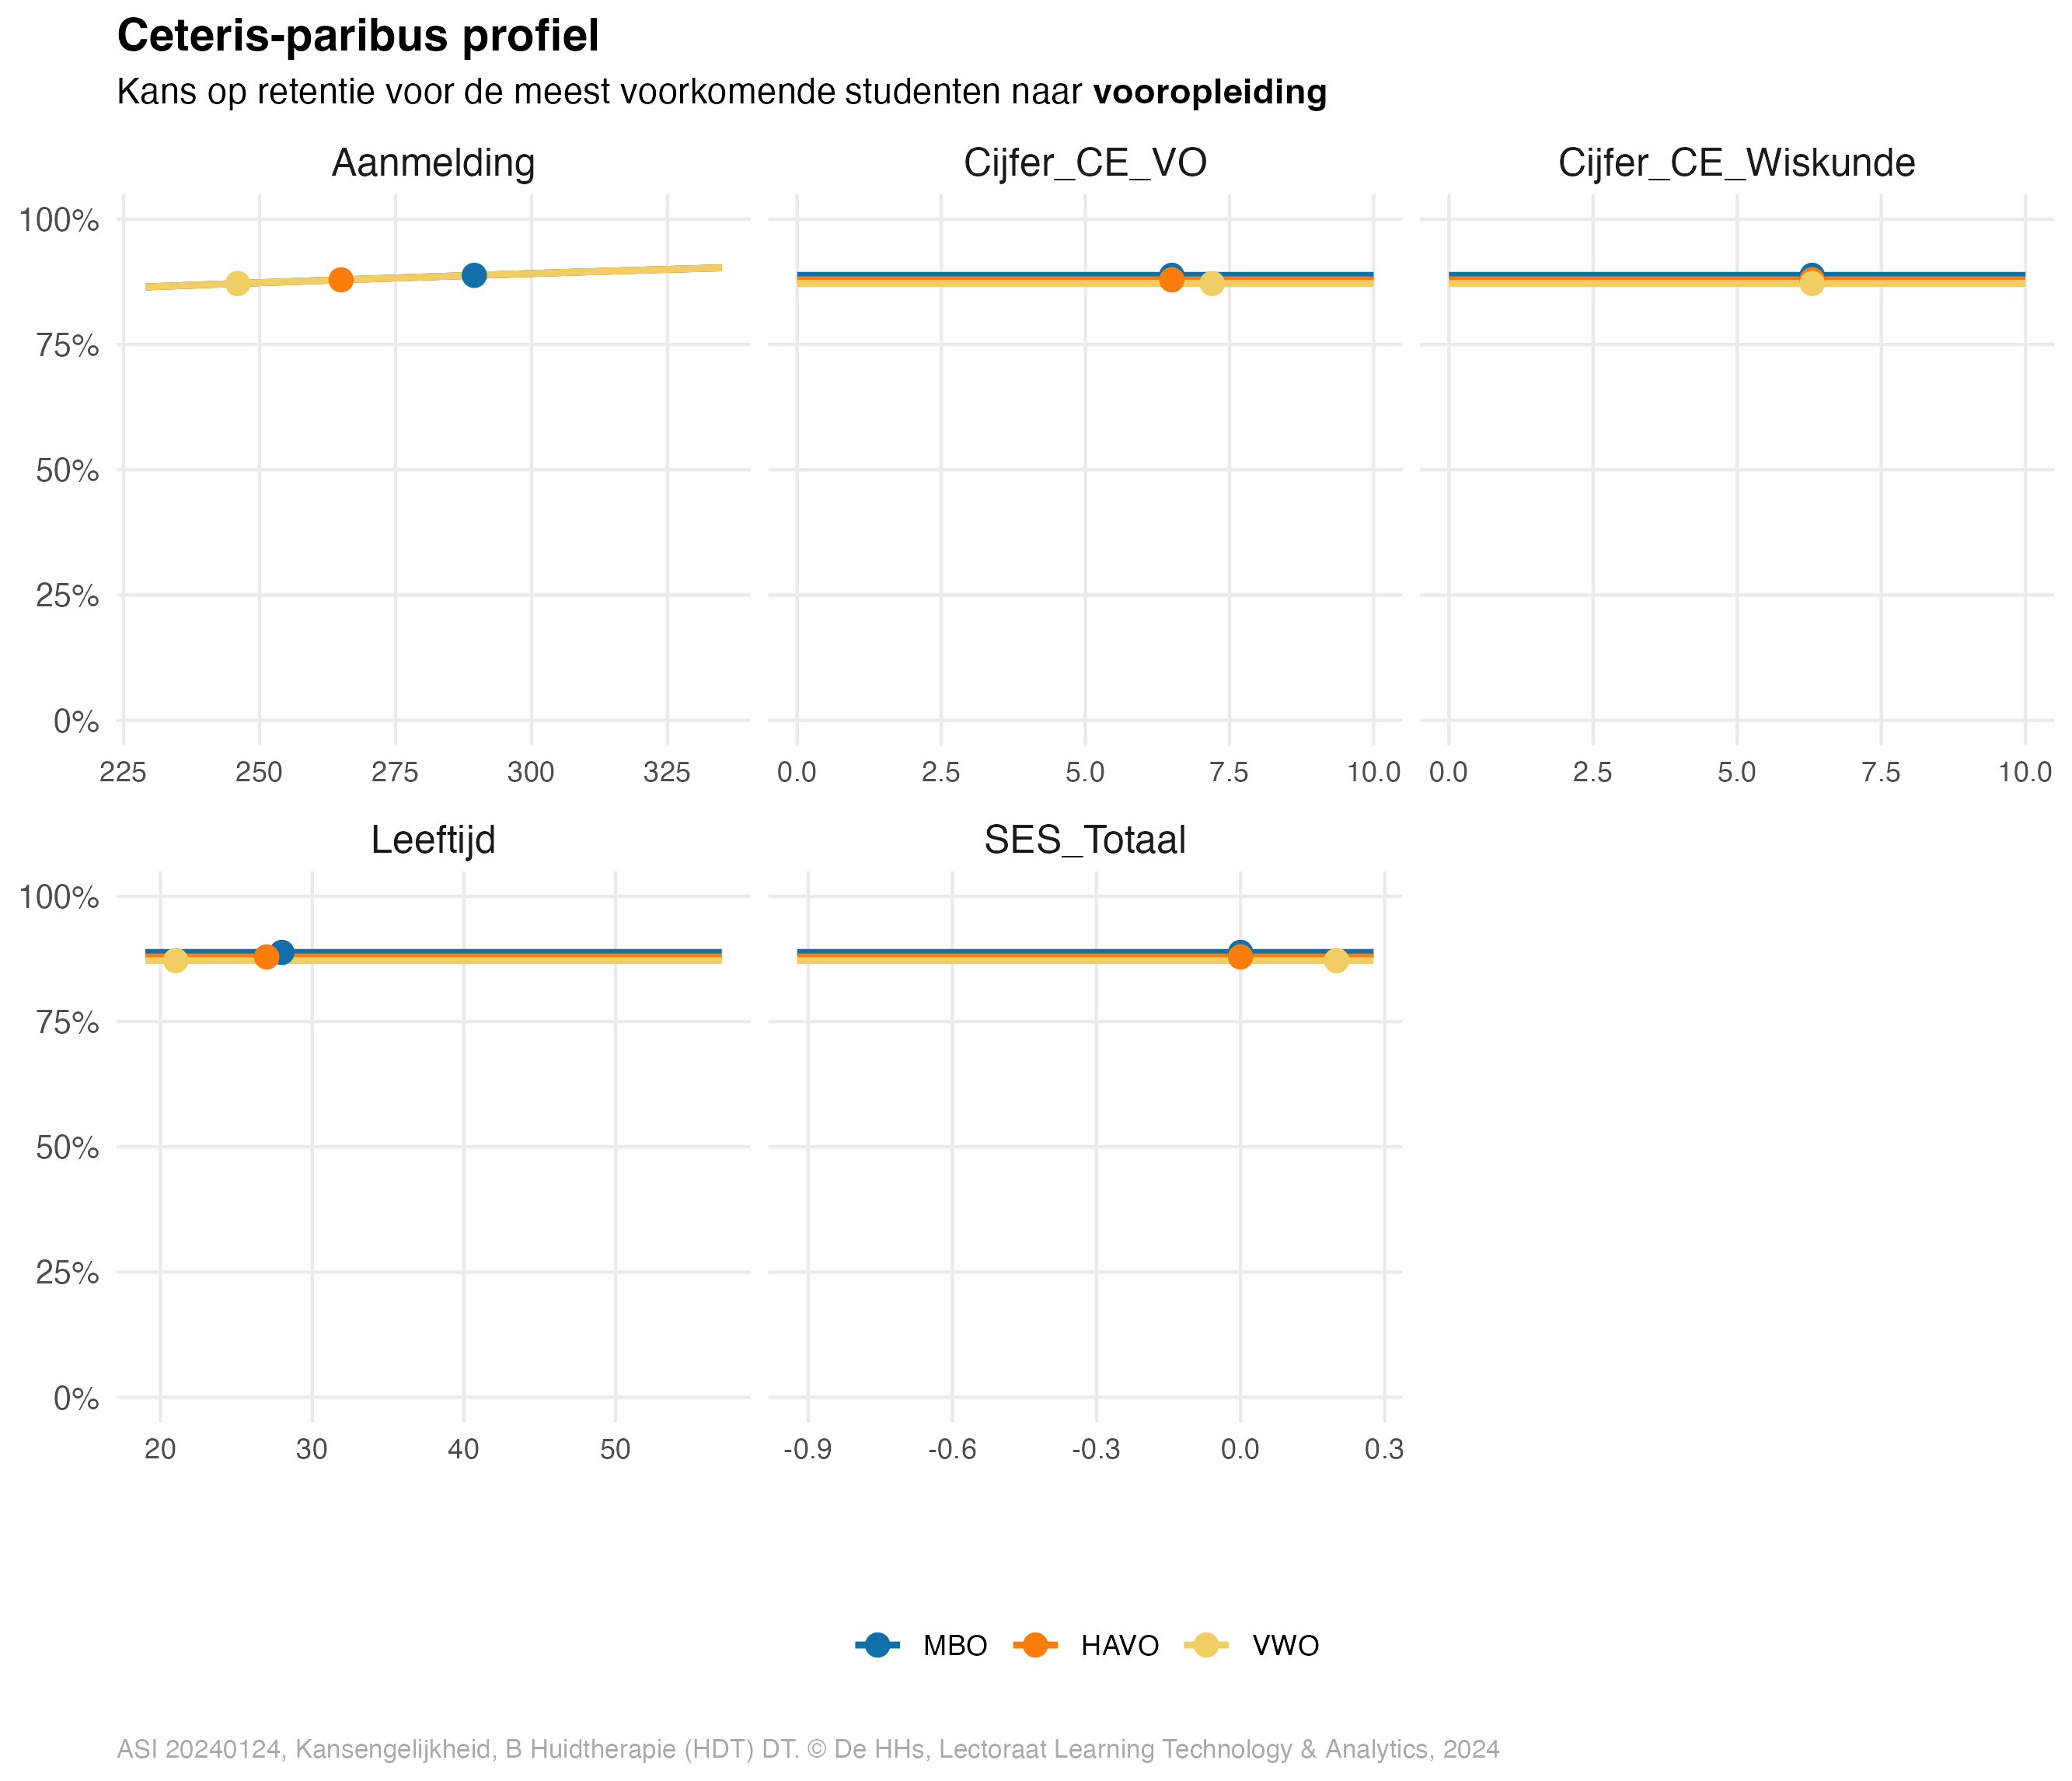 Ceteris-paribus profiel
Kans op retentie voor de meest voorkomende studenten naar vooropleiding
Aanmelding Cijfer_CE_VO Cijfer_CE_Wiskunde
100%
75%
50%
25%
0%
225 250 275 300 325 0.0 2.5 5.0 7.5 10.0 0.0 2.5 5.0 7.5 10.0
Leeftijd SES_Totaal
100%
75%
50%
25%
0%
20 30 40 50 -0.9 -0.6 -0.3 0.0 0.3
MBO HAVO VWO
ASI 20240124, Kansengelijkheid, B Huidtherapie (HDT) DT. © De HHs, Lectoraat Learning Technology & Analytics, 2024